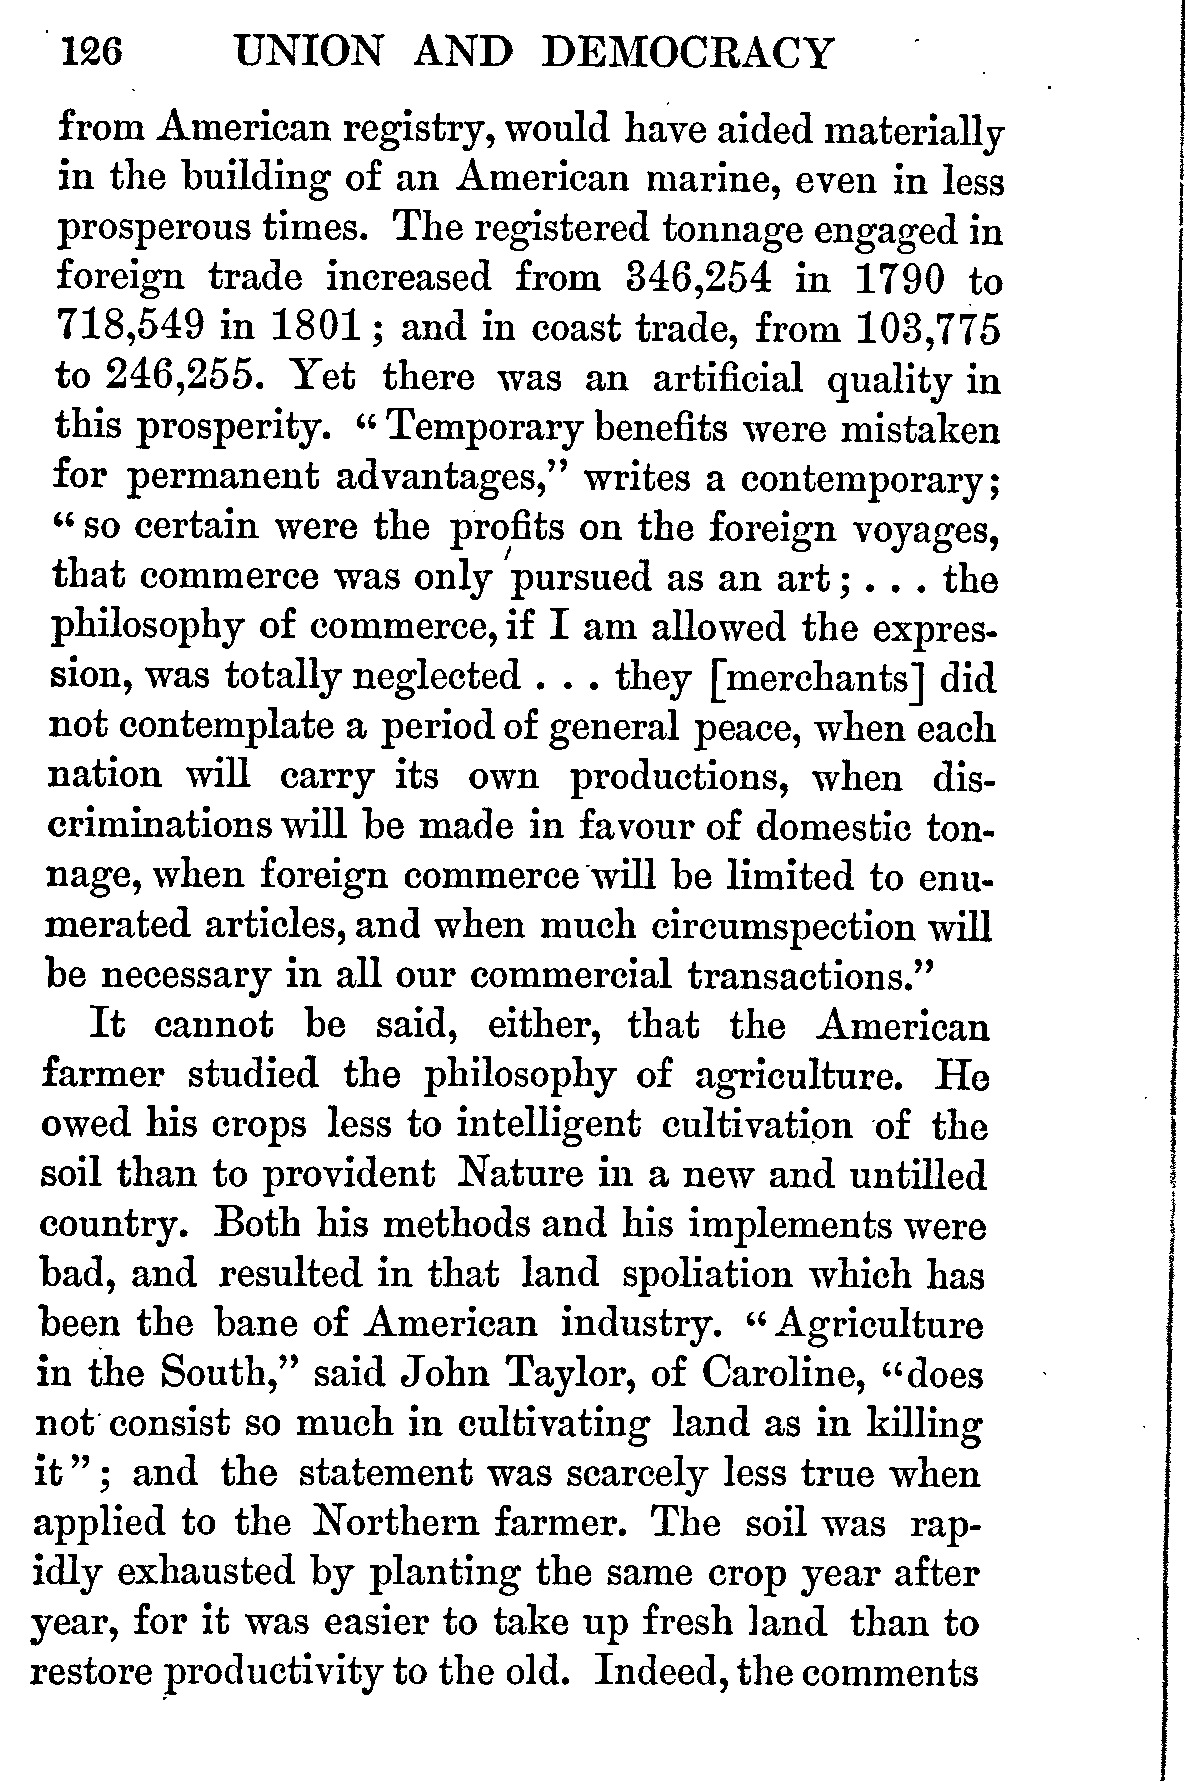 126 UNION AND DEMOCRACY
from American registry, would have aided materially
in the building of an American marine, even in less
prosperous times. The registered tonnage engaged in
foreign trade increased from 346,254 in 1790 to
718,549 in 1801; and in coast trade, from 103,775
to 246,255. Yet there was an artificial quality in
this prosperity. “Temporary benefits were mistaken
for permanent advantages,” writes a contemporary;
“so certain were the profits on the foreign voyages,
that commerce was only pursued as an art; . . . the
philosophy of commerce, if I am allowed the expres-
sion, was totally neglected . . . they [merchants] did
not contemplate a period of general peace, when each
nation will carry its own productions, when dis-
criminations will be made in favour of domestic ton-
nage, when foreign commerce will be limited to enu-
merated articles, and when much circumspection will
be necessary in all our commercial transactions.”
It cannot be said, either, that the American
farmer studied the philosophy of agriculture. He
owed his crops less to intelligent cultivation of the
soil than to provident Nature in a new and untilled
country. Both his methods and his implements were
bad, and resulted in that land spoliation which has
been the bane of American industry. “Agriculture
in the South,” said John Taylor, of Caroline, “does
not consist so much in cultivating land as in killing
it”; and the statement was scarcely less true when
applied to the Northern farmer. The soil was rap-
idly exhausted by planting the same crop year after
year, for it was easier to take up fresh land than to
restore productivity to the old. Indeed, the comments